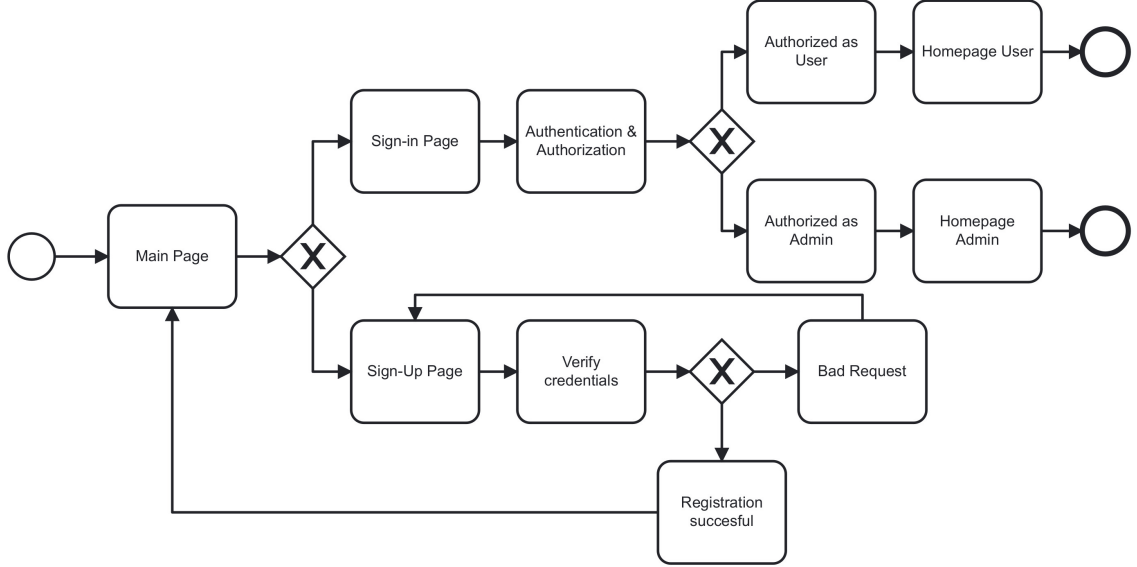 Authorized as
User
Homepage User
Sign-in Page
Authentication &
Authorization
X
Authorized as
Admin
Homepage
Admin
Main Page
X
Sign-Up Page
Verify
credentials
X
Bad Request
Registration
succesful